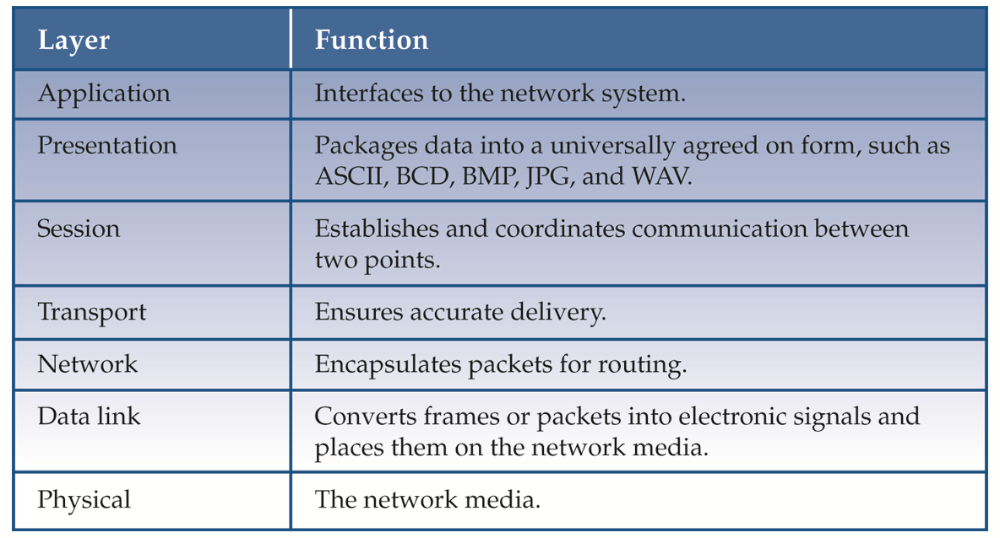 Layer Function
Application Interfaces to the network system.
Presentation Packages data into a universally agreed on form, such as
ASCII, BCD, BMP, JPG, and WAV.
Session Establishes and coordinates communication between
two points.
Transport Ensures accurate delivery.
Network Encapsulates packets for routing.
Data link Converts frames or packets into electronic signals and
places them on the network media.
Physical The network media.